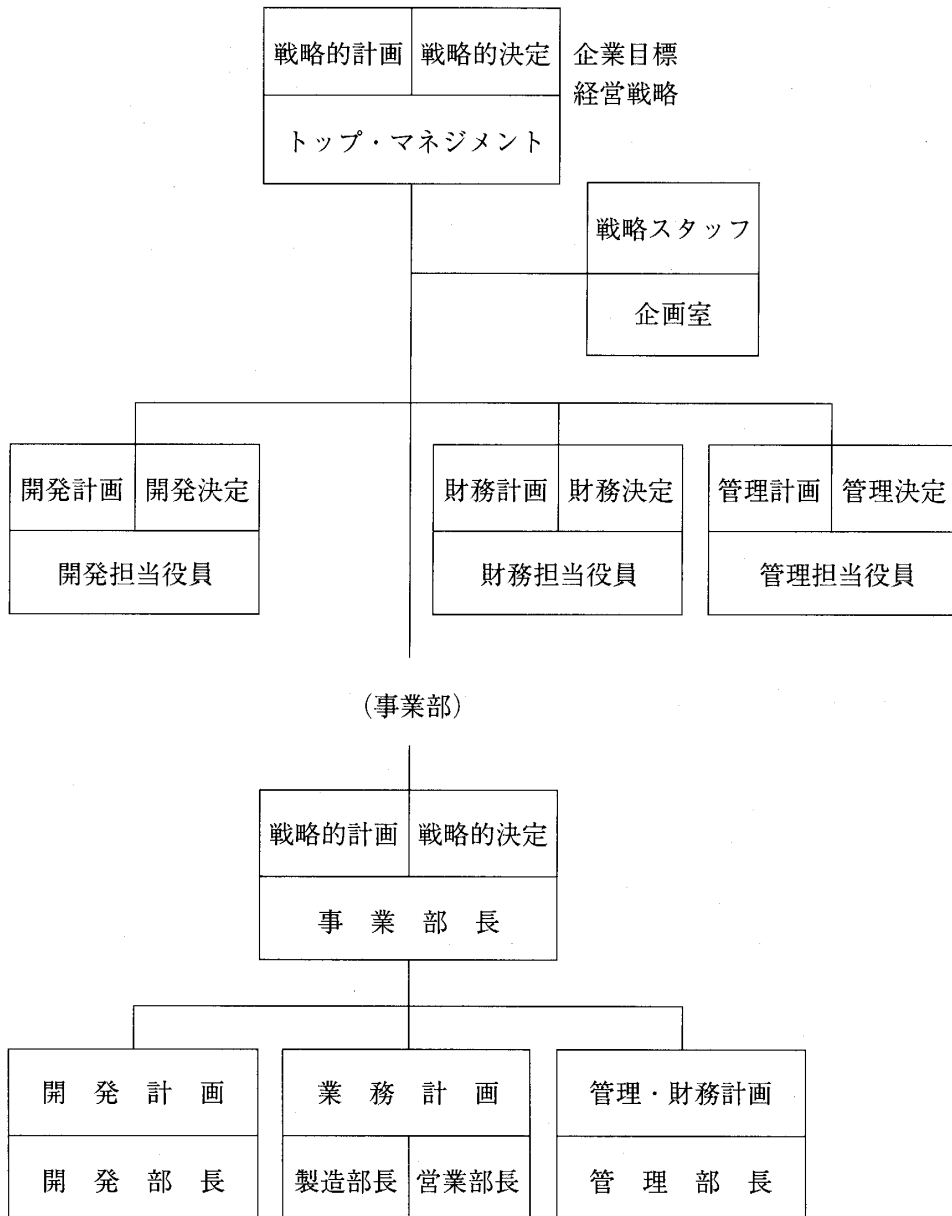 戦略的計画 戦略的決定 企業目標
経営戦略
トップ・マネジメント
戦略スタッフ
企画室
開発計画 開発決定 財務計画 財務決定 管理計画 管理決定
開発担当役員 財務担当役員 管理担当役員
(事業部)
戦略的計画 戦略的決定
事業部長
開発計画 業務計画 管理・財務計画
開発部長 製造部長 営業部長 管理部長